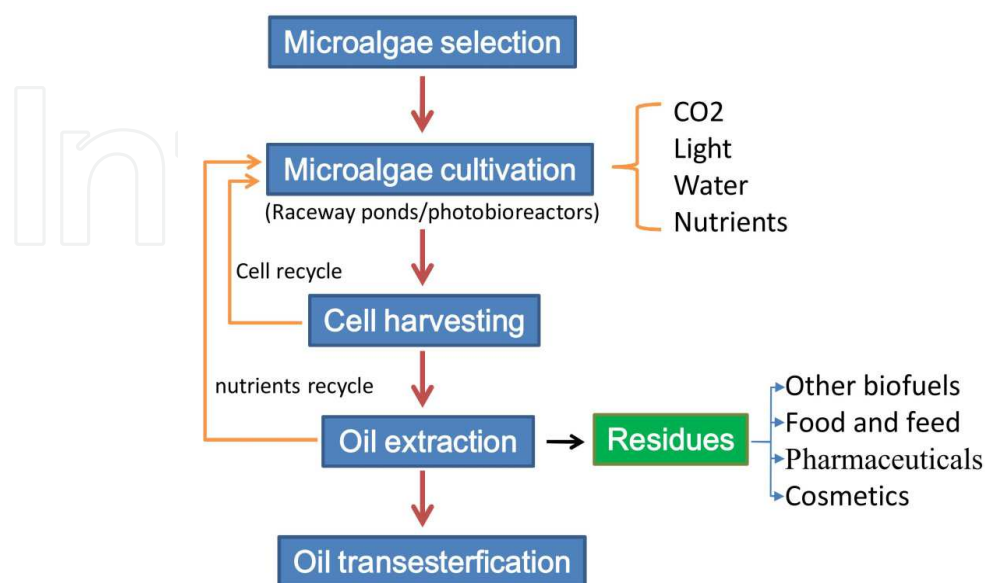 Microalgae selection
Microalgae cultivation
(Raceway ponds/photobioreactors)
CO2
Light
Water
Nutrients
Cell recycle
Cell harvesting
nutrients recycle
Oil extraction
Residues
Other biofuels
Food and feed
Pharmaceuticals
Cosmetics
Oil transesterfication